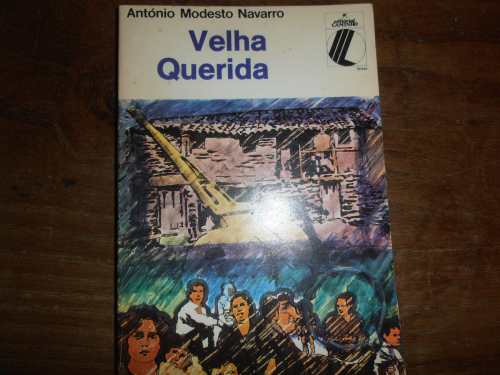 António Modesto Navarro
Velha
Querida